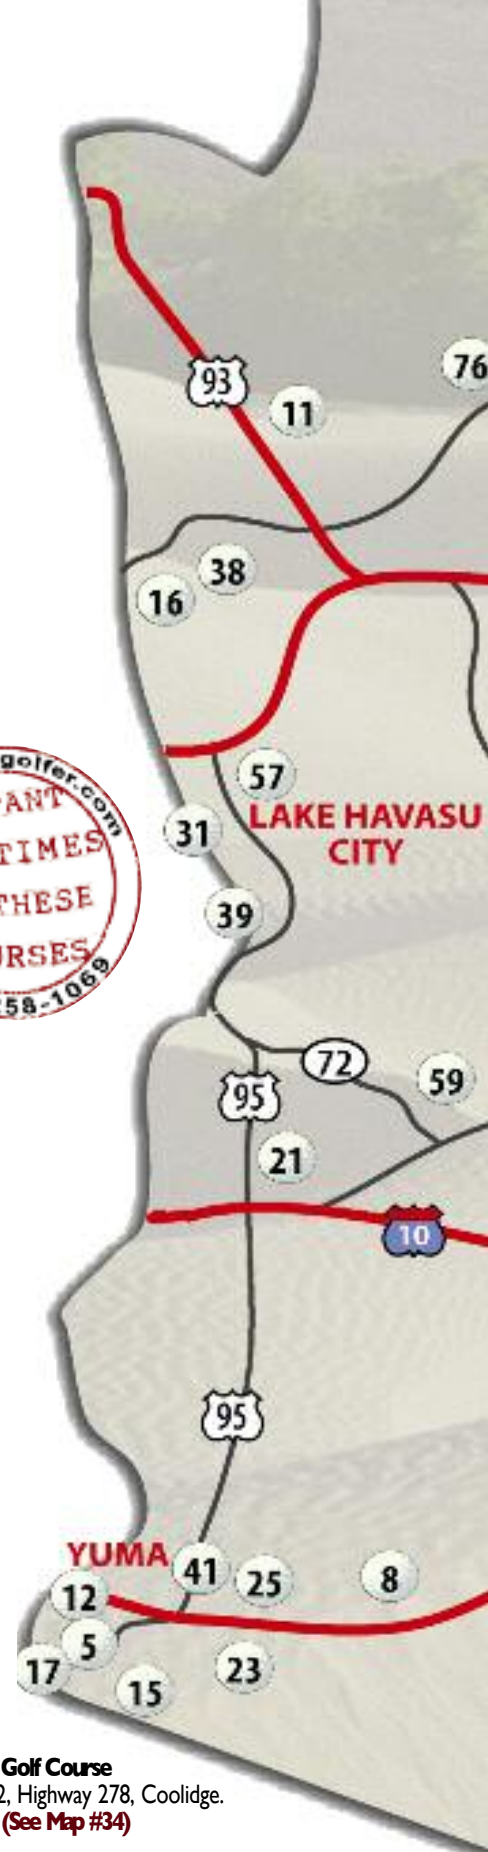 76
93
11
38
16
golfer.com
ANT
TIMES
THESE
RSES
58-1069
57
LAKE HAVASU
CITY
31
39
72
59
95
21
10
95
YUMA
41
25
8
12
5
17
23
15
Golf Course
2, Highway 278, Coolidge.
(See Map #34)